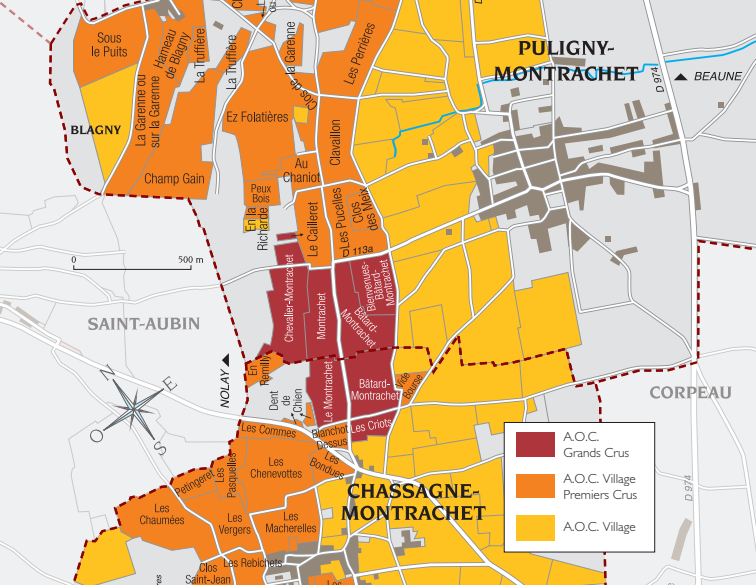 Sous
le Puits
Hameau
de Blagny
La Truffière
La Truffière
la Garenne
Clos de
Les Perrières
PULIGNY-
MONTRACHET
D 974
BEAUNE
La Garenne ou
sur la Garenne
BLAGNY
Ez Folatières
Clavaillon
Champ Gain
Au
Chaniot
Peux
Bois
En la
Richarde
Le Cailleret
Les Pucelles
Clos
des Meix
D 113a
0
500 m
Chevalier-Montrachet
Montrachet
Bienvenues-
Bâtard-
Montrachet
Bâtard-
Montrachet
SAINT-AUBIN
NOLAY
En
Remilly
Dent
de
Chien
Le Montrachet
Bâtard-
Montrachet
Vide
Bourse
CORPEAU
N
E
O
S
Les Commes
Blanchot
Dessus
Les Criots
Les
Bondues
Les
Chenevottes
Les
Pasquelles
Petingeret
Les
Chaumées
Les
Vergers
Les
Macherelles
CHASSAGNE-
MONTRACHET
Clos
Saint-Jean
Les Rebichets
Les
A.O.C.
Grands Crus
A.O.C. Village
Premiers Crus
A.O.C. Village
D 974